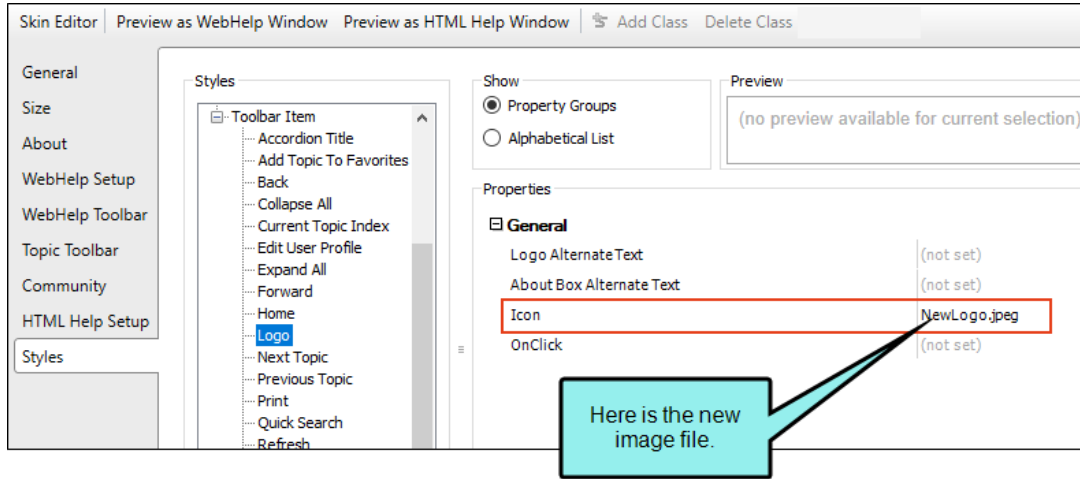 Skin Editor Preview as WebHelp Window Preview as HTML Help Window Add Class Delete Class
General
Size
About
WebHelp Setup
WebHelp Toolbar
Topic Toolbar
Community
HTML Help Setup
Styles
Styles
Toolbar Item
Accordion Title
Add Topic To Favorites
Back
Collapse All
Current Topic Index
Edit User Profile
Expand All
Forward
Home
Logo
Next Topic
Previous Topic
Print
Quick Search
Refresh
Show
Property Groups
Alphabetical List
Preview
(no preview available for current selection)
Properties
General
Logo Alternate Text (not set)
About Box Alternate Text (not set)
Icon NewLogo.jpeg
OnClick (not set)
Here is the new
image file.